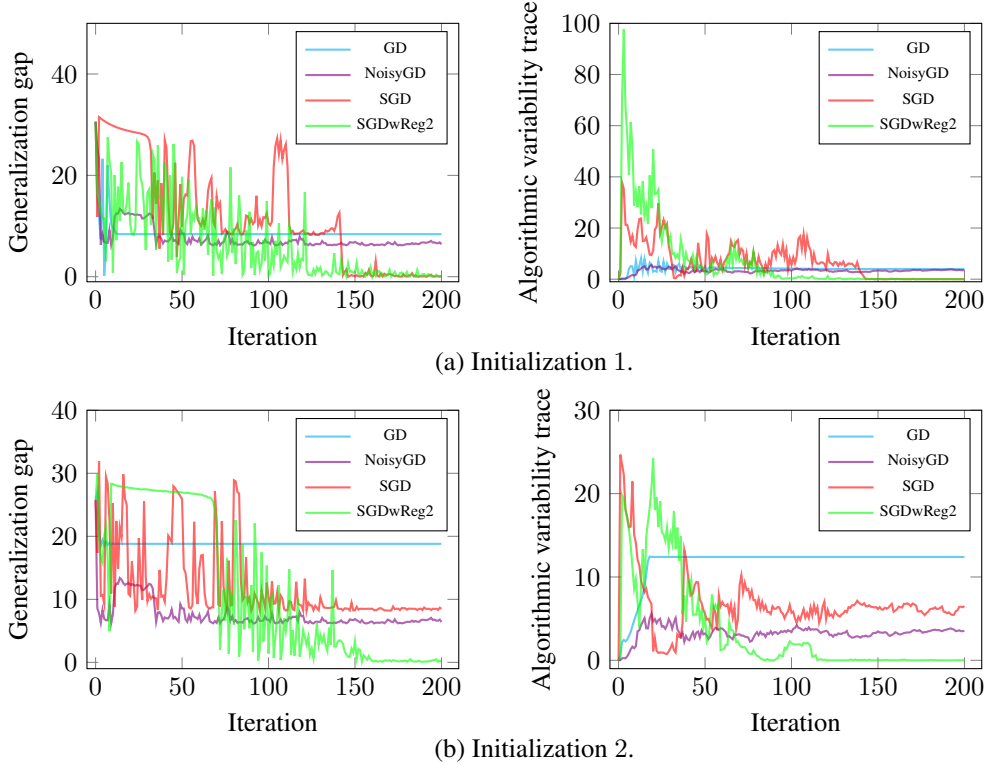 Generalization gap
40
20
0
GD
NoisyGD
SGD
SGDwReg2
0
50
100
150
200
Iteration
Algorithmic variability trace
100
80
60
40
20
0
GD
NoisyGD
SGD
SGDwReg2
0
50
100
150
200
Iteration
(a) Initialization 1.
Generalization gap
40
30
20
10
0
GD
NoisyGD
SGD
SGDwReg2
0
50
100
150
200
Iteration
Algorithmic variability trace
30
20
10
0
GD
NoisyGD
SGD
SGDwReg2
0
50
100
150
200
Iteration
(b) Initialization 2.